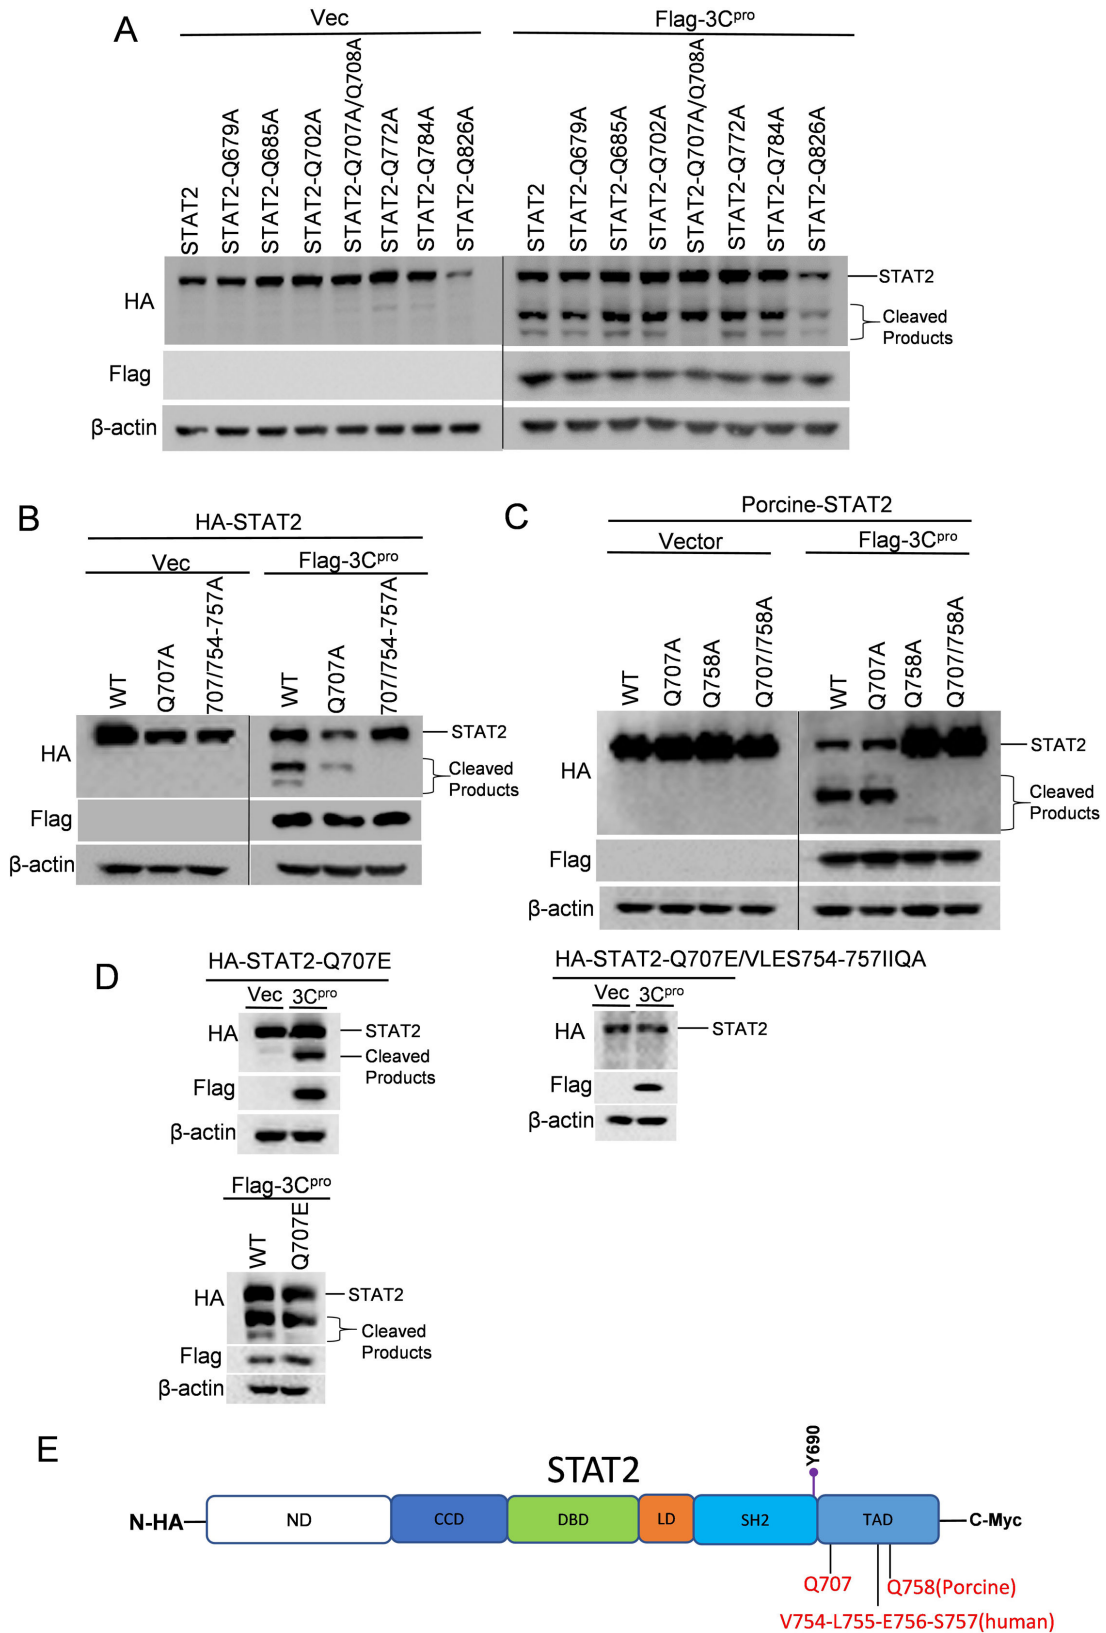 A
Vec
Flag-3Cpro
STAT2
STAT2-Q679A
STAT2-Q685A
STAT2-Q702A
STAT2-Q707A/Q708A
STAT2-Q772A
STAT2-Q784A
STAT2-Q826A
STAT2
STAT2-Q679A
STAT2-Q685A
STAT2-Q702A
STAT2-Q707A/Q708A
STAT2-Q772A
STAT2-Q784A
STAT2-Q826A
HA
STAT2
Cleaved
Products
Flag
β-actin
B
HA-STAT2
Vec
Flag-3Cpro
WT
Q707A
707/754-757A
WT
Q707A
707/754-757A
HA
STAT2
Cleaved
Products
Flag
β-actin
C
Porcine-STAT2
Vector
Flag-3Cpro
WT
Q707A
Q758A
Q707/758A
WT
Q707A
Q758A
Q707/758A
HA
STAT2
Cleaved
Products
Flag
β-actin
D
HA-STAT2-Q707E
Vec
3Cpro
HA
STAT2
Cleaved
Products
Flag
β-actin
HA-STAT2-Q707E/VLES754-757IIQA
Vec
3Cpro
HA
STAT2
Flag
β-actin
Flag-3Cpro
WT
Q707E
HA
STAT2
Cleaved
Products
Flag
β-actin
E
STAT2
Y690
N-HA
ND
CCD
DBD
LD
SH2
TAD
C-Myc
Q707
Q758(Porcine)
V754-L755-E756-S757(human)